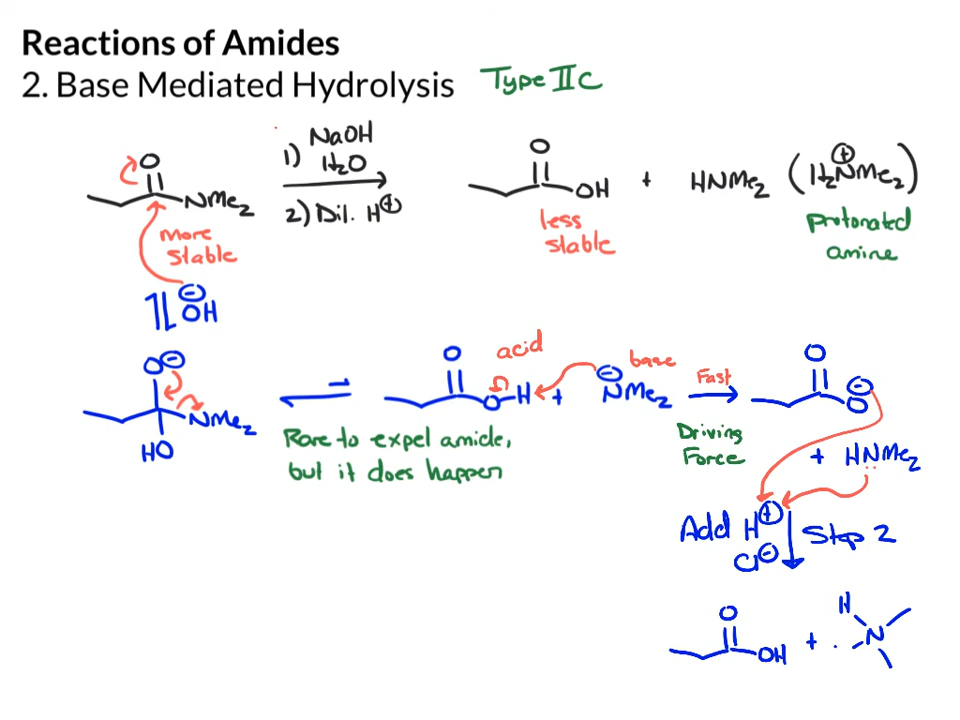 Reactions of Amides
2. Base Mediated Hydrolysis Type IIC
1) NaOH
H₂O
2) Dil. H⊕
O
NMe₂
O
OH + HNMe₂ (H₂N⊕Me₂)
More
stable
less
stable
protonated
amine
⊖OH
O⊖
NMe₂
HO
O
acid
O-H + ⊖NMe₂
base
Rare to expel amide,
but it does happen
Fast
Driving
Force
O
O⊖
+ HNMe₂
Add H⊕
Cl⊖
Step 2
O
OH +
H
N